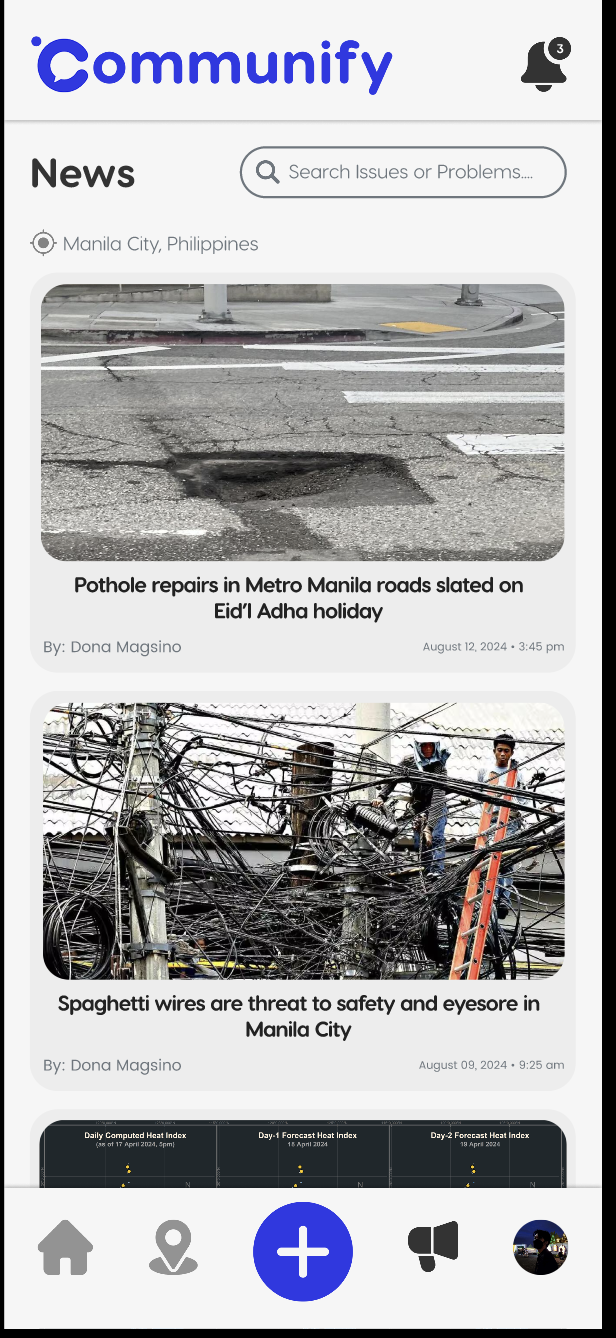 Communify
3
News
Search Issues or Problems....
Manila City, Philippines
Pothole repairs in Metro Manila roads slated on
Eid'l Adha holiday
By: Dona Magsino
August 12, 2024 • 3:45 pm
Spaghetti wires are threat to safety and eyesore in
Manila City
By: Dona Magsino
August 09, 2024 • 9:25 am
Daily Computed Heat Index
(as of 17 April 2024, 5pm)
Day-1 Forecast Heat Index
18 April 2024
Day-2 Forecast Heat Index
19 April 2024
N
N